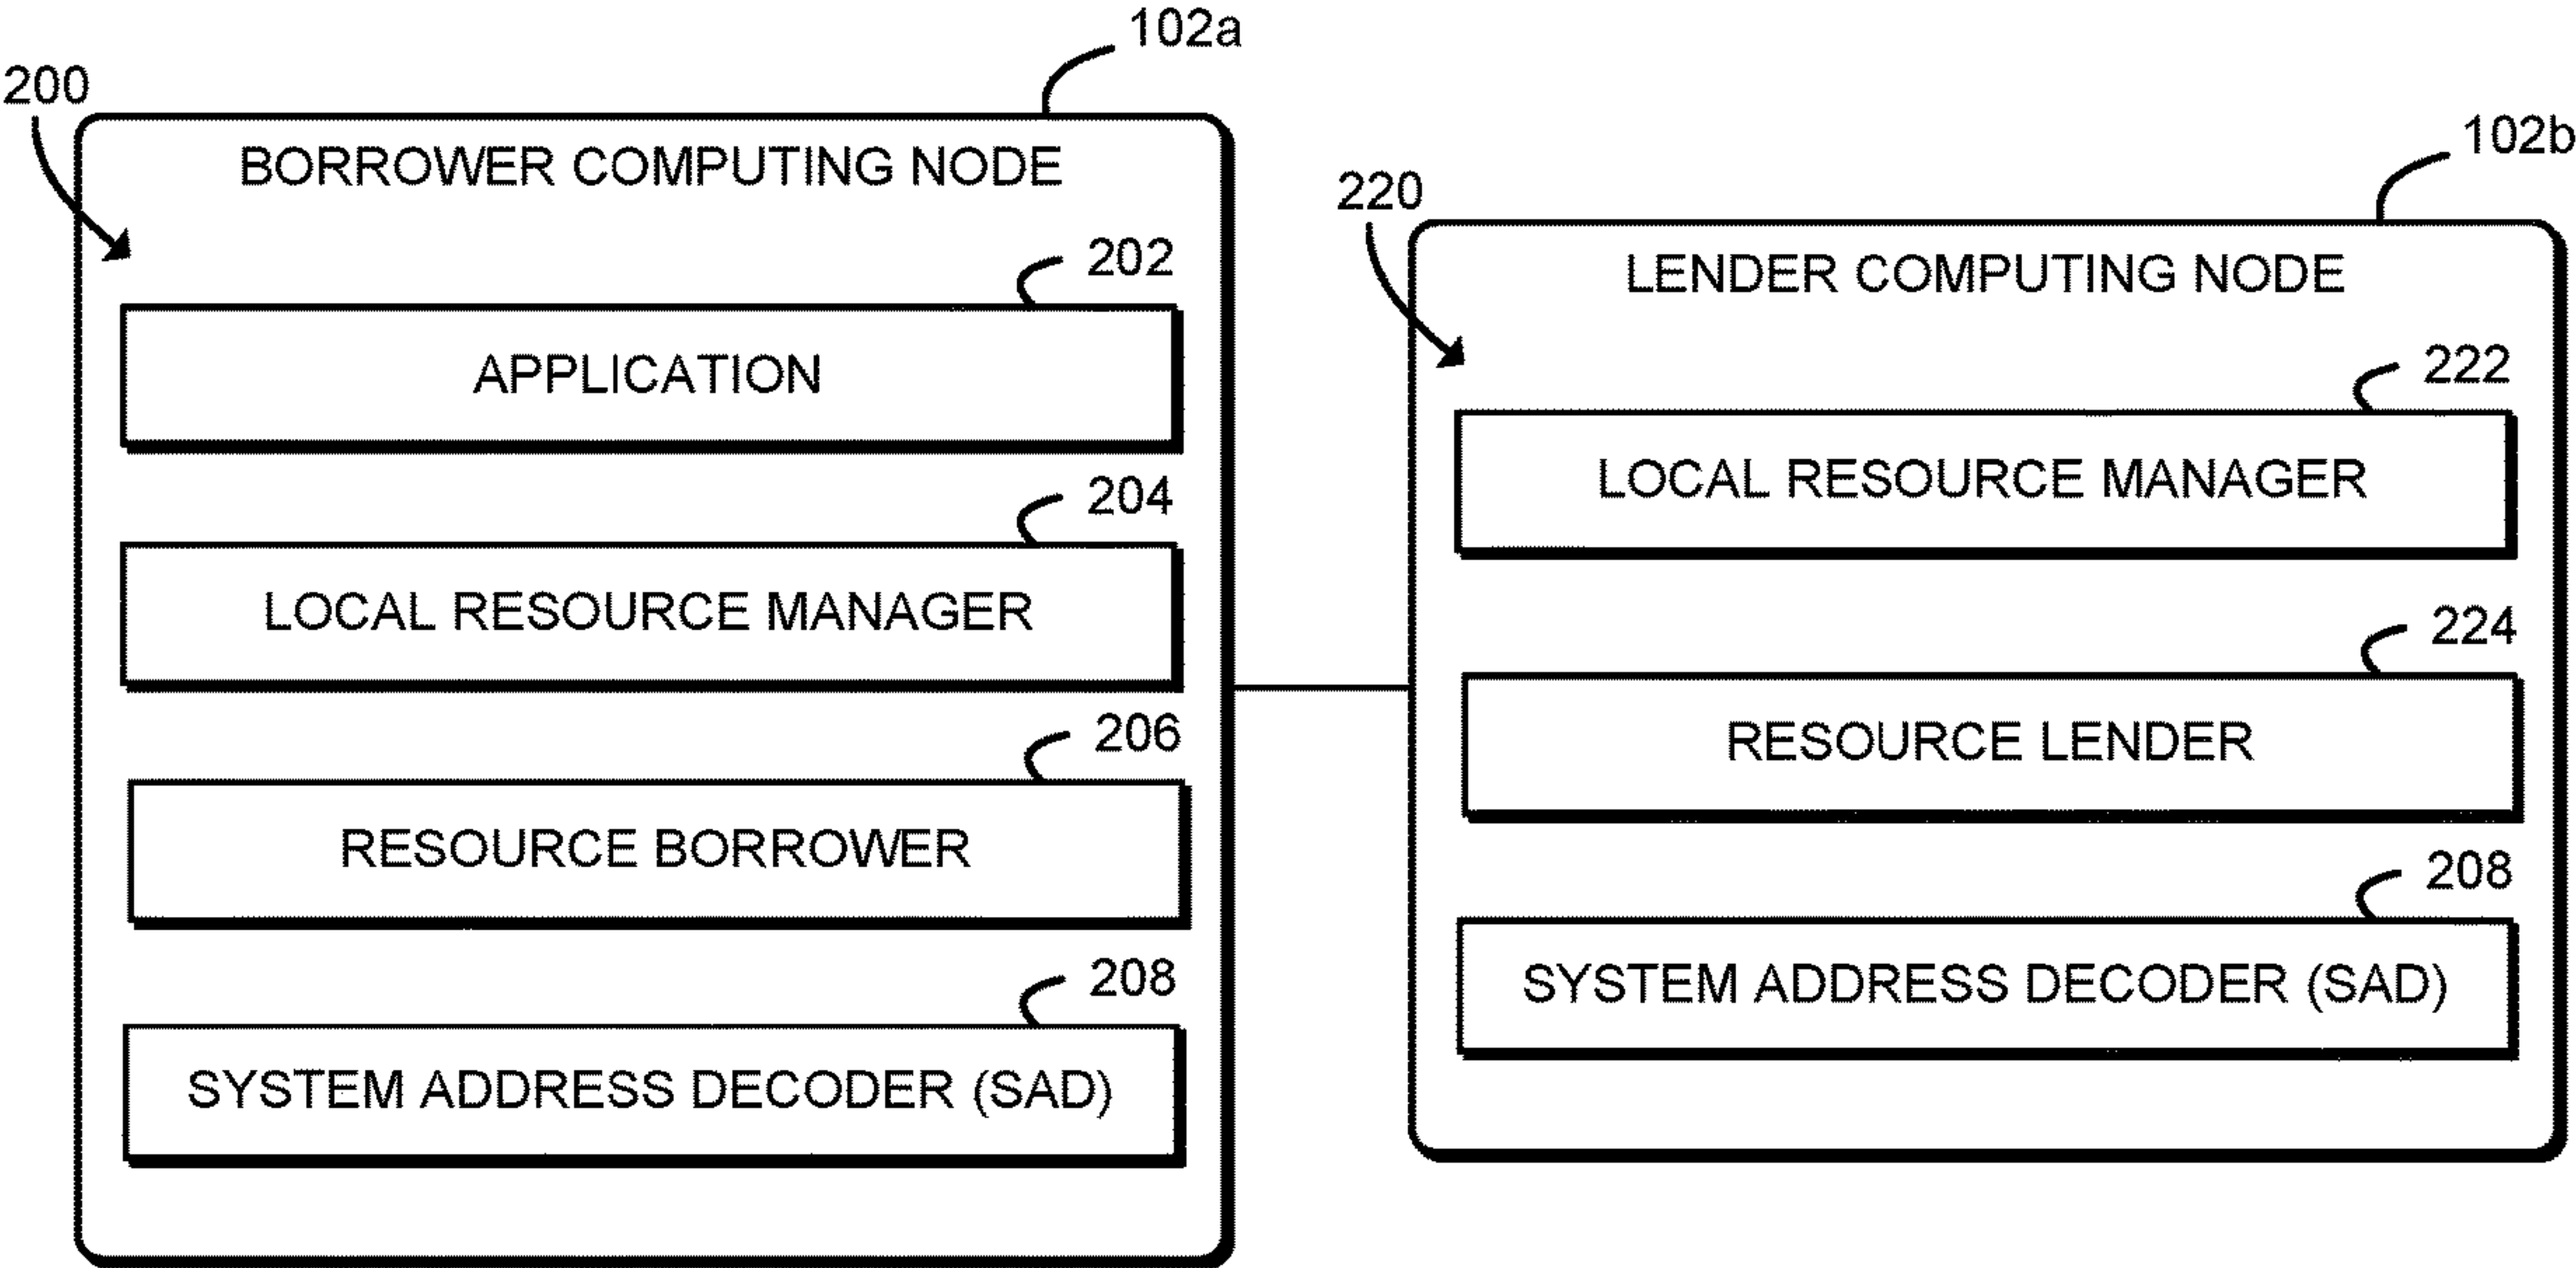 102a
200
BORROWER COMPUTING NODE
202
APPLICATION
204
LOCAL RESOURCE MANAGER
206
RESOURCE BORROWER
208
SYSTEM ADDRESS DECODER (SAD)
102b
220
LENDER COMPUTING NODE
222
LOCAL RESOURCE MANAGER
224
RESOURCE LENDER
208
SYSTEM ADDRESS DECODER (SAD)